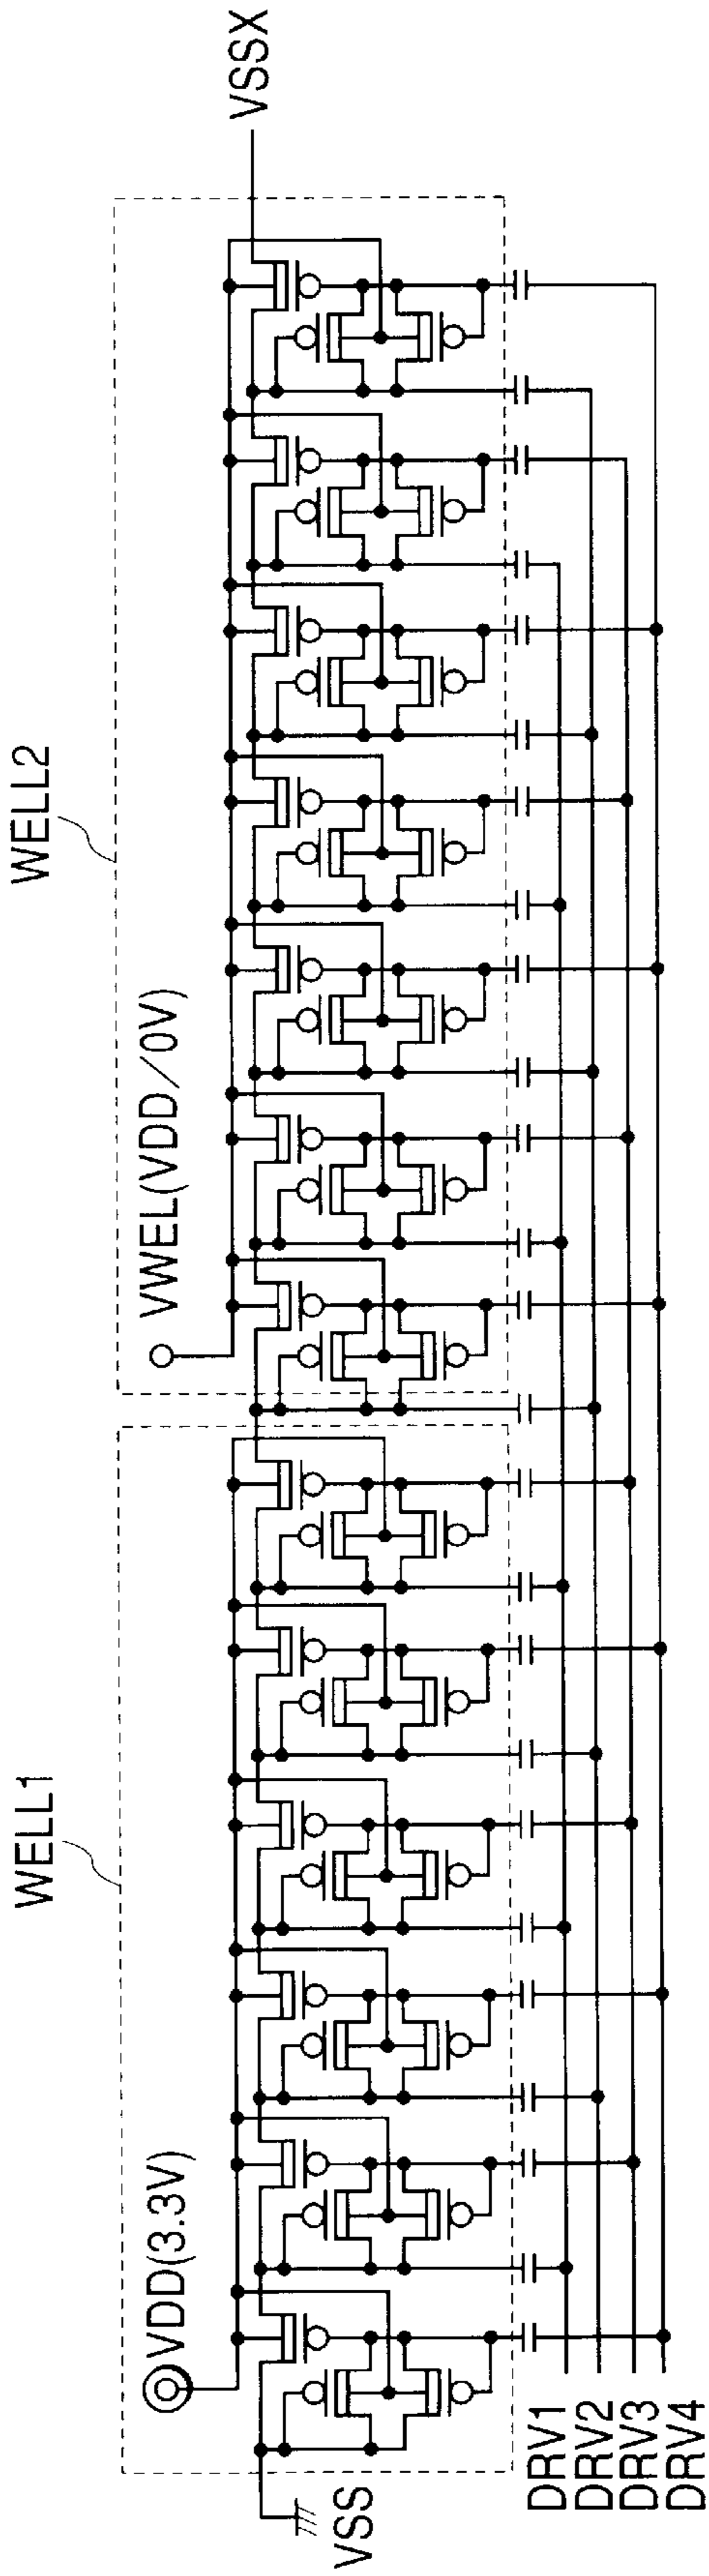 WELL1
WELL2
VDD(3.3V)
VWEL(VDD/0V)
VSSX
VSS
DRV1
DRV2
DRV3
DRV4